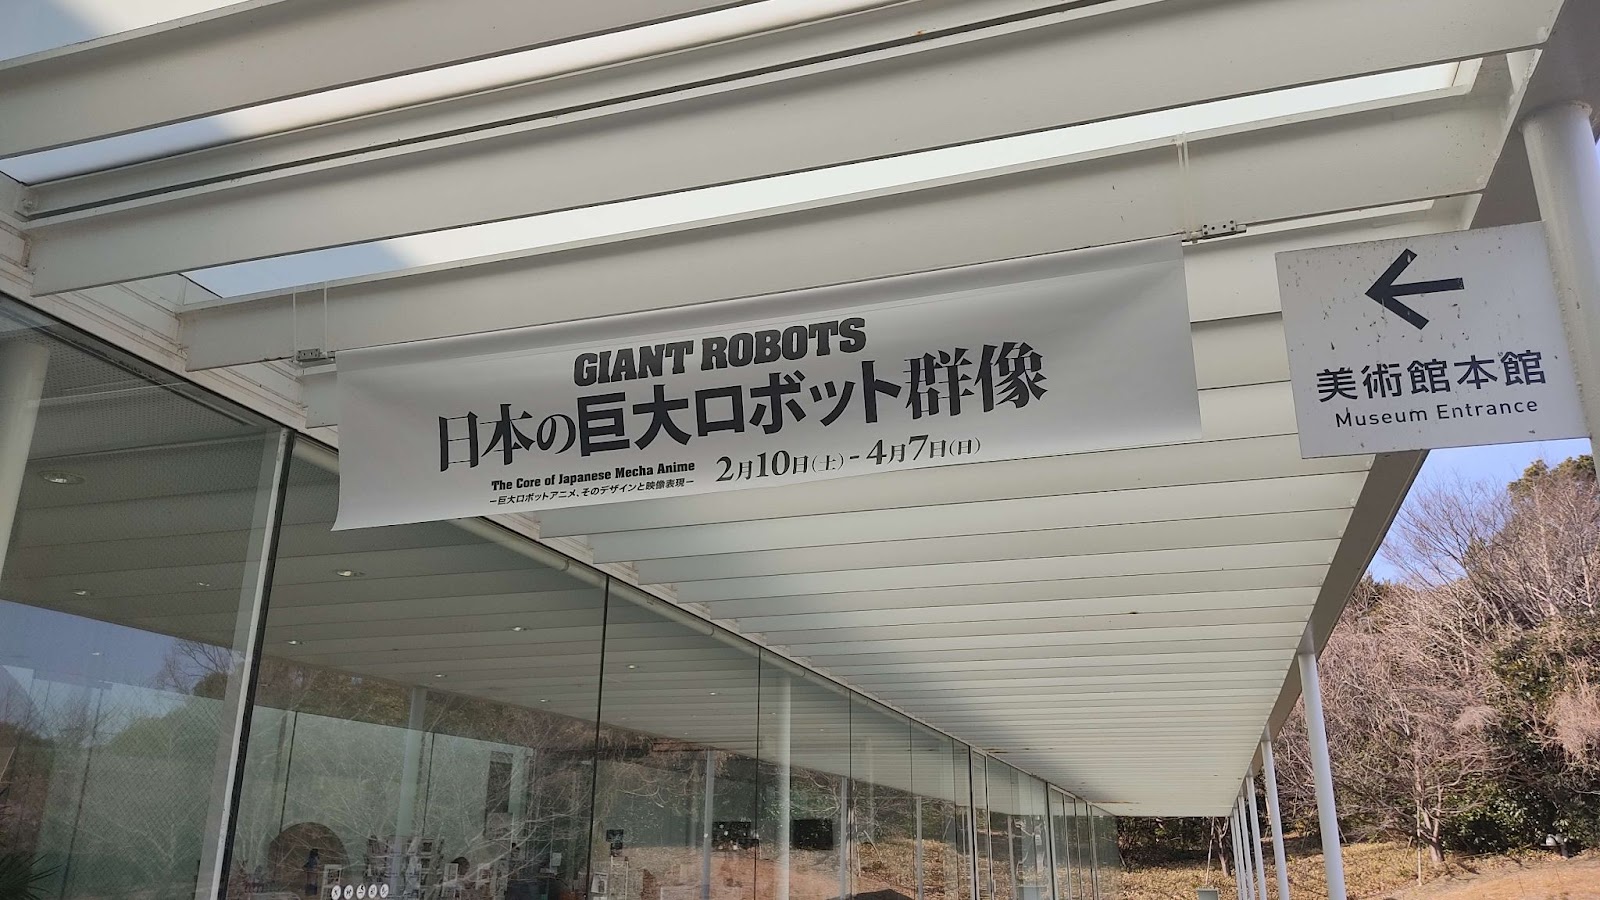 GIANT ROBOTS
日本の巨大ロボット群像
The Core of Japanese Mecha Anime
－巨大ロボットアニメ、そのデザインと映像表現－
2月10日(土)-4月7日(日)
美術館本館
Museum Entrance